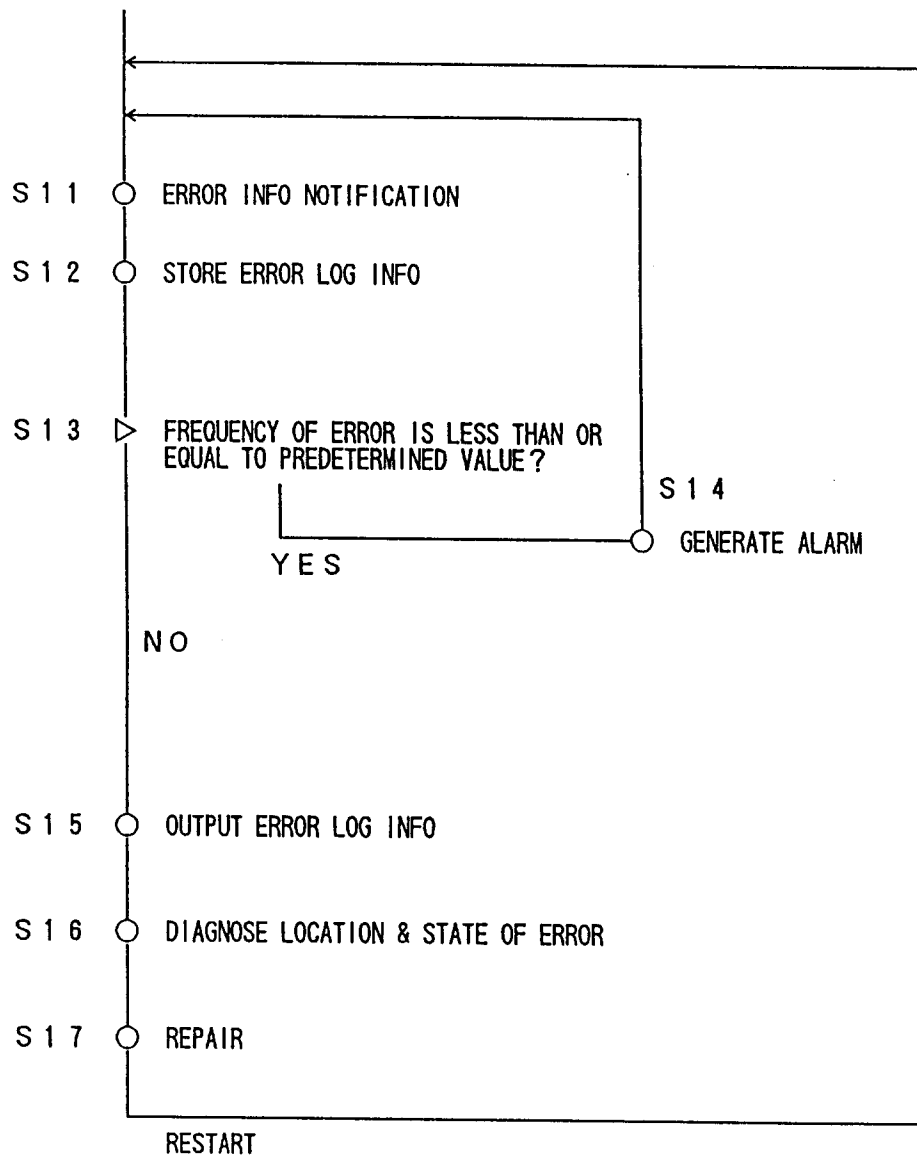 S11 ERROR INFO NOTIFICATION
S12 STORE ERROR LOG INFO
S13 FREQUENCY OF ERROR IS LESS THAN OR
EQUAL TO PREDETERMINED VALUE?
S14
GENERATE ALARM
YES
NO
S15 OUTPUT ERROR LOG INFO
S16 DIAGNOSE LOCATION & STATE OF ERROR
S17 REPAIR
RESTART